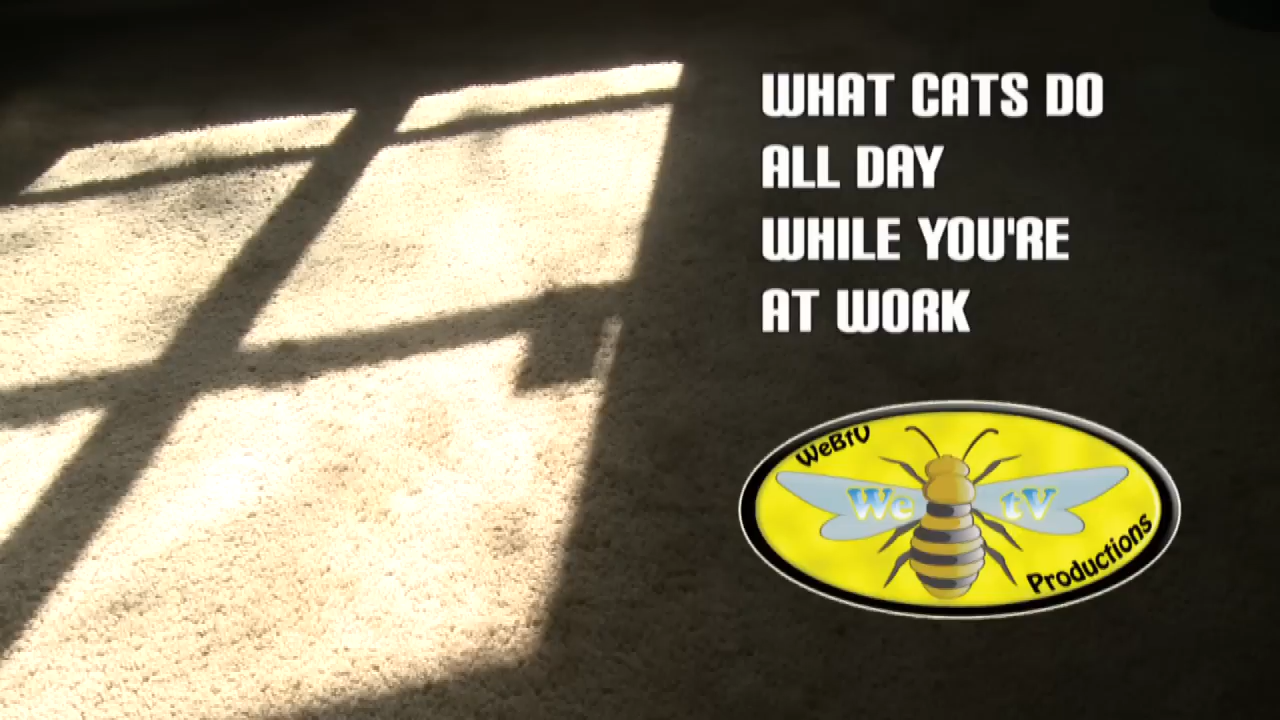 WHAT CATS DO
ALL DAY
WHILE YOU'RE
AT WORK
WeBtV
We tV
Productions